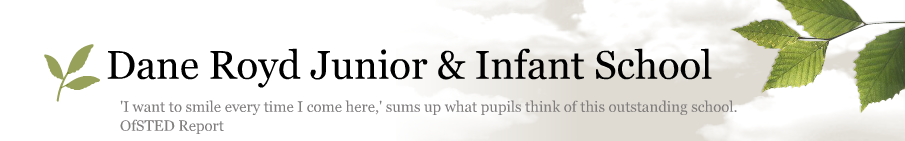 Dane Royd Junior & Infant School
'I want to smile every time I come here,' sums up what pupils think of this outstanding school.
OfSTED Report